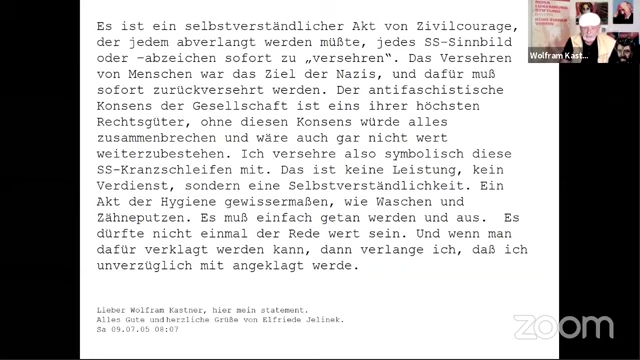 Es ist ein selbstverständlicher Akt von Zivilcourage,
der jedem abverlangt werden müßte, jedes SS-Sinnbild
oder –abzeichen sofort zu „versehren“. Das Versehren
von Menschen war das Ziel der Nazis, und dafür muß
sofort zurückversehrt werden. Der antifaschistische
Konsens der Gesellschaft ist eins ihrer höchsten
Rechtsgüter, ohne diesen Konsens würde alles
zusammenbrechen und wäre auch gar nicht wert
weiterzubestehen. Ich versehre also symbolisch diese
SS-Kranzschleifen mit. Das ist keine Leistung, kein
Verdienst, sondern eine Selbstverständlichkeit. Ein
Akt der Hygiene gewissermaßen, wie Waschen und
Zähneputzen. Es muß einfach getan werden und aus. Es
dürfte nicht einmal der Rede wert sein. Und wenn man
dafür verklagt werden kann, dann verlange ich, daß ich
unverzüglich mit angeklagt werde.
Lieber Wolfram Kastner, hier mein statement.
Alles Gute und herzliche Grüße von Elfriede Jelinek.
Sa 09.07.05 08:07
Wolfram Kast...
zoom